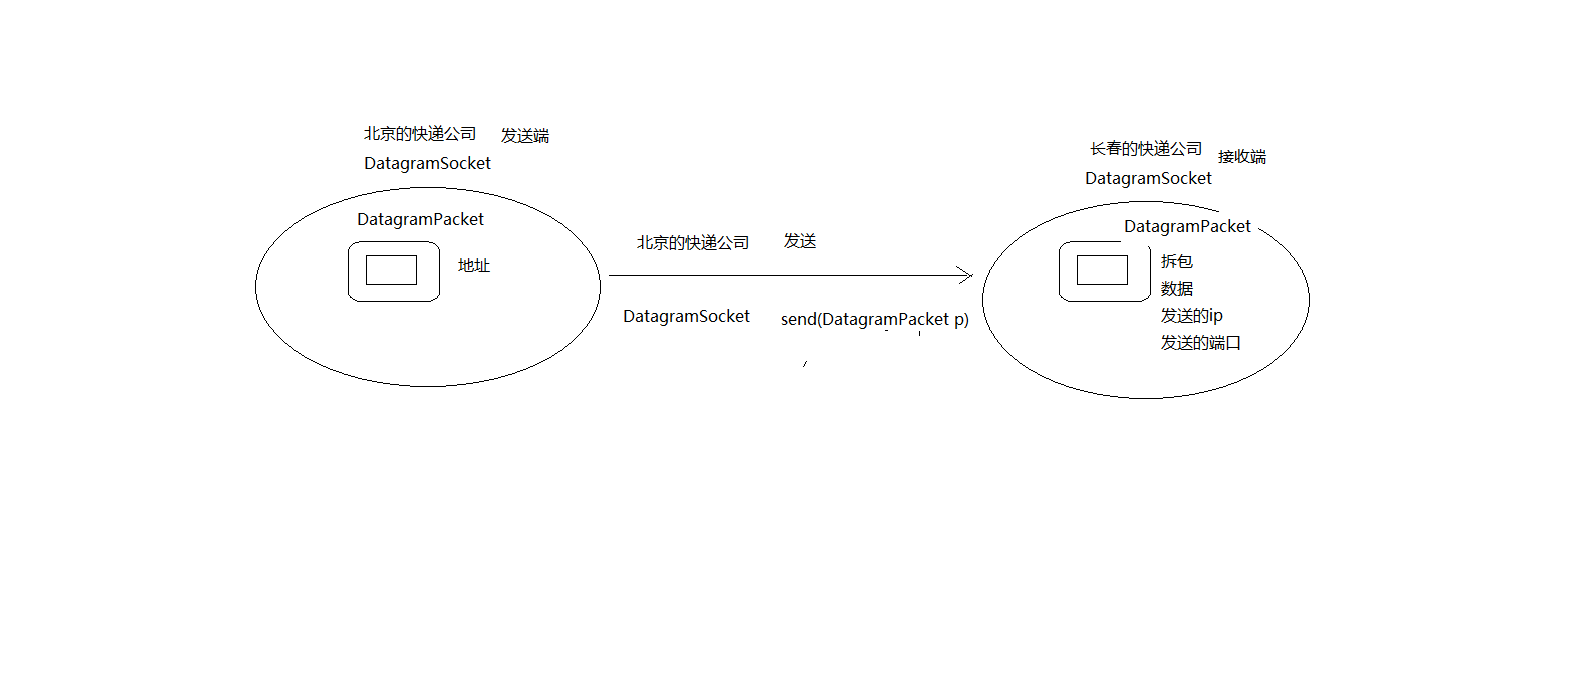 北京的快递公司 发送端
DatagramSocket
DatagramPacket
地址
北京的快递公司 发送
DatagramSocket send(DatagramPacket p)
长春的快递公司 接收端
DatagramSocket
DatagramPacket
拆包
数据
发送的ip
发送的端口